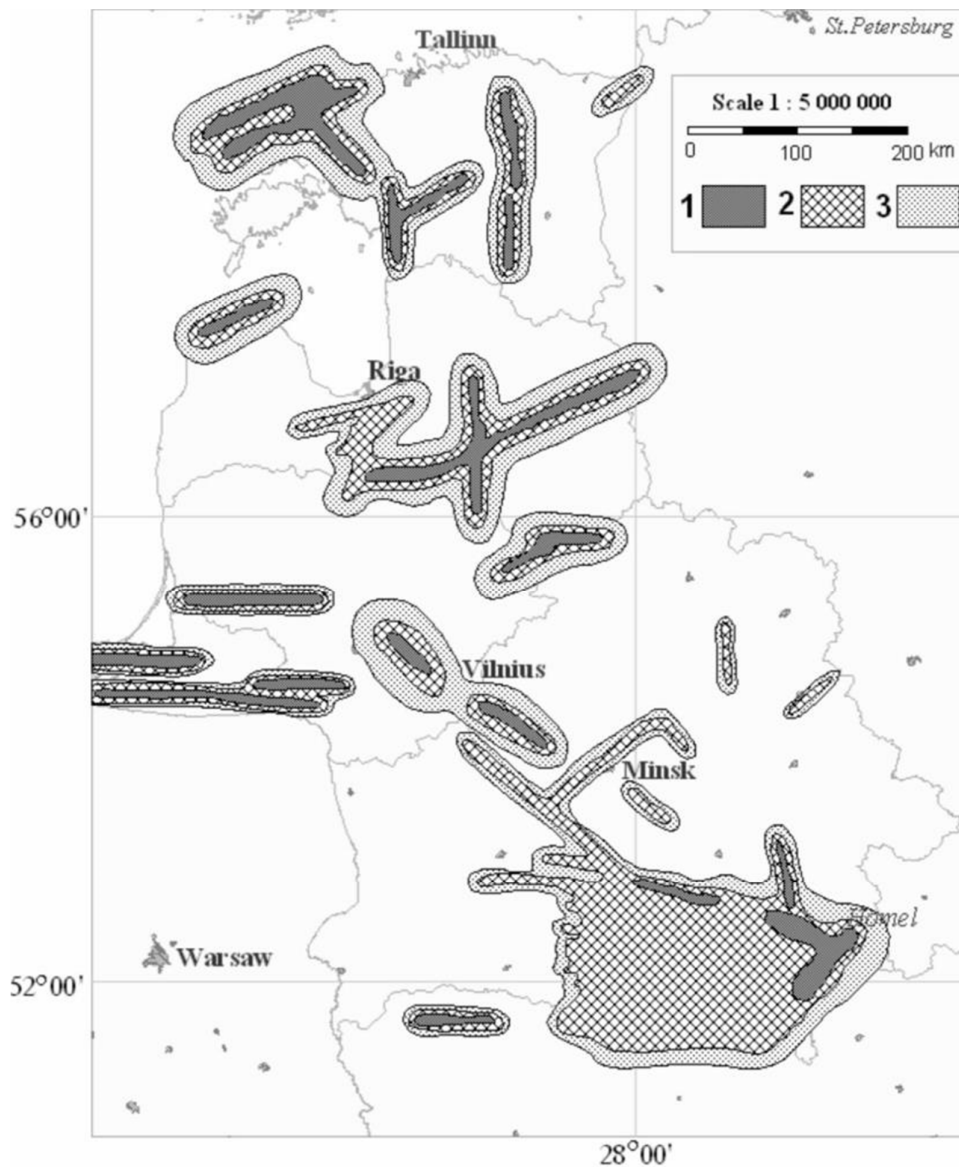 St.Petersburg
Tallinn
Scale 1 : 5 000 000
0 100 200 km
1 2 3
Riga
56°00'
Vilnius
Minsk
Homel
Warsaw
52°00'
28°00'